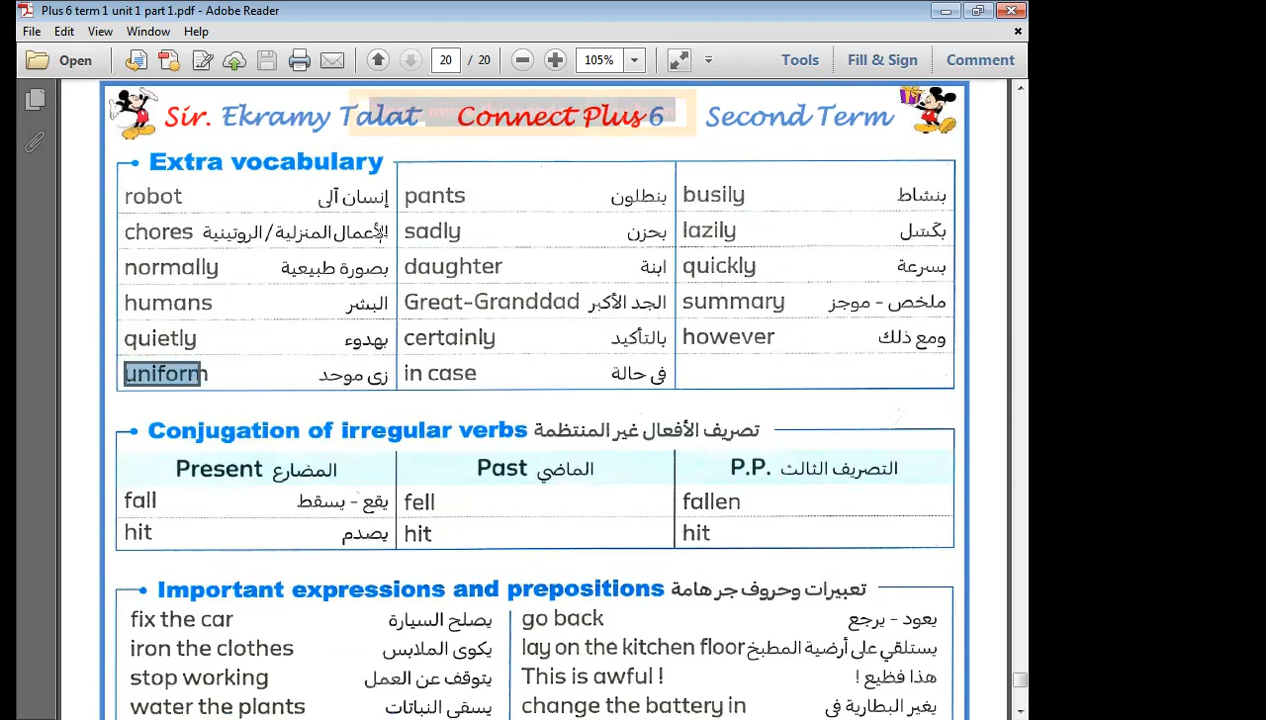 Plus 6 term 1 unit 1 part 1.pdf - Adobe Reader
File Edit View Window Help
Open 20 / 20 105% Tools Fill & Sign Comment
Sir. Ekramy Talat Connect Plus 6 Second Term
Extra vocabulary
robot إنسان آلى pants بنطلون busily بنشاط
chores الأعمال المنزلية / الروتينية sadly بحزن lazily بكَسَل
normally بصورة طبيعية daughter ابنة quickly بسرعة
humans البشر Great-Granddad الجد الأكبر summary ملخص - موجز
quietly بهدوء certainly بالتأكيد however ومع ذلك
uniform زى موحد in case فى حالة
Conjugation of irregular verbs تصريف الأفعال غير المنتظمة
Present المضارع Past الماضي P.P. التصريف الثالث
fall يقع - يسقط fell fallen
hit يصدم hit hit
Important expressions and prepositions تعبيرات وحروف جر هامة
fix the car يصلح السيارة go back يعود - يرجع
iron the clothes يكوى الملابس lay on the kitchen floor يستلقي على أرضية المطبخ
stop working يتوقف عن العمل This is awful ! هذا فظيع !
water the plants يسقى النباتات change the battery in يغير البطارية فى